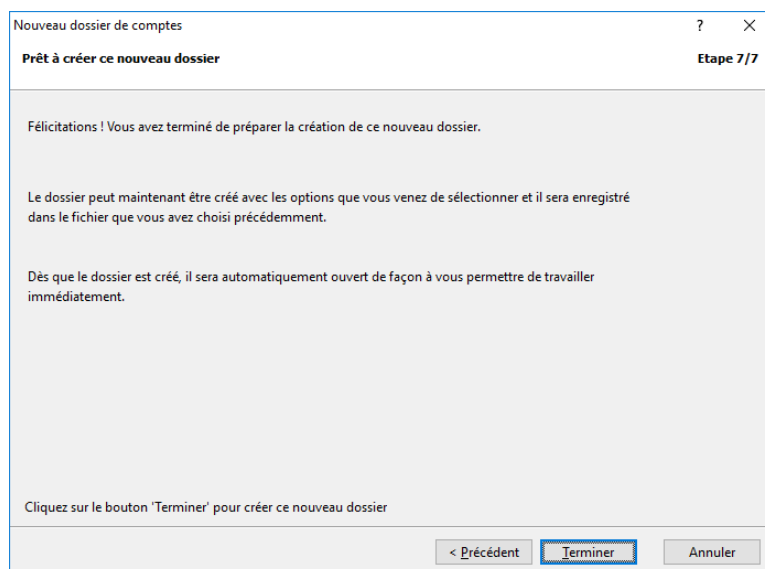 Nouveau dossier de comptes ?
Prêt à créer ce nouveau dossier Etape 7/7
Félicitations ! Vous avez terminé de préparer la création de ce nouveau dossier.
Le dossier peut maintenant être créé avec les options que vous venez de sélectionner et il sera enregistré
dans le fichier que vous avez choisi précédemment.
Dès que le dossier est créé, il sera automatiquement ouvert de façon à vous permettre de travailler
immédiatement.
Cliquez sur le bouton 'Terminer' pour créer ce nouveau dossier
< Précédent Terminer Annuler